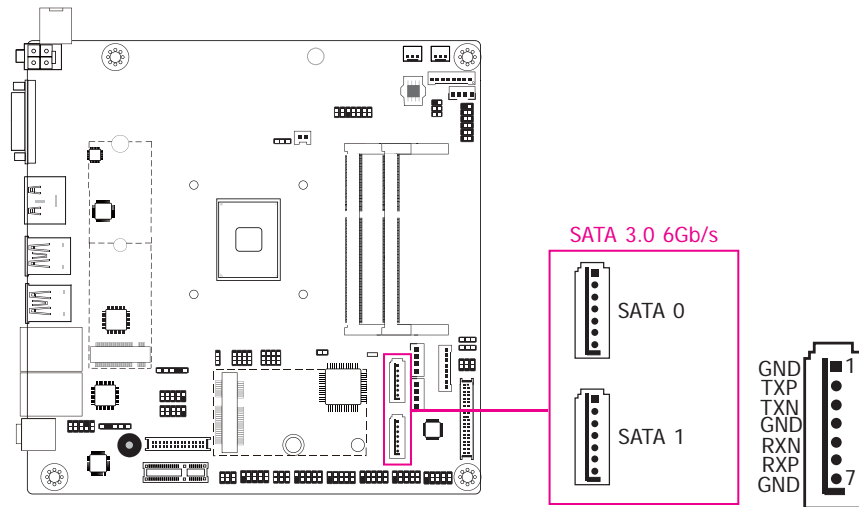 SATA 3.0 6Gb/s
SATA 0
SATA 1
GND 1
TXP
TXN
GND
RXN
RXP
GND 7